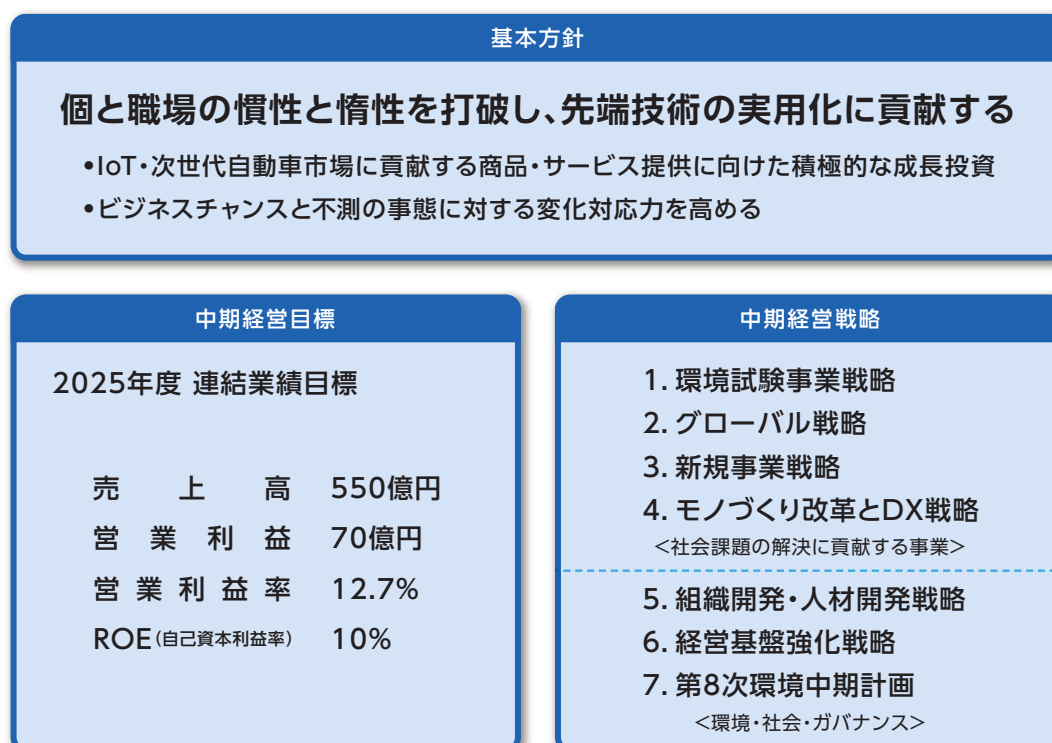 基本方針
個と職場の慣性と惰性を打破し、先端技術の実用化に貢献する
•IoT・次世代自動車市場に貢献する商品・サービス提供に向けた積極的な成長投資
•ビジネスチャンスと不測の事態に対する変化対応力を高める
中期経営目標
2025年度 連結業績目標
売上高 550億円
営業利益 70億円
営業利益率 12.7%
ROE(自己資本利益率) 10%
中期経営戦略
1. 環境試験事業戦略
2. グローバル戦略
3. 新規事業戦略
4. モノづくり改革とDX戦略
<社会課題の解決に貢献する事業>
5. 組織開発・人材開発戦略
6. 経営基盤強化戦略
7. 第8次環境中期計画
<環境・社会・ガバナンス>